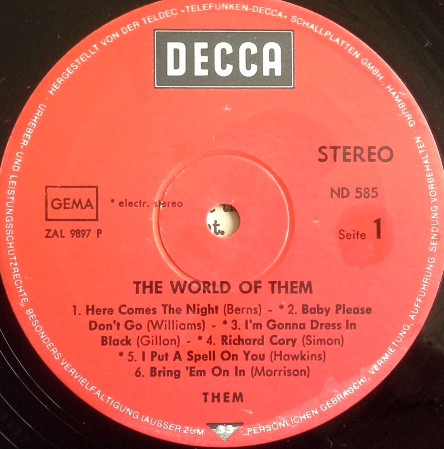 HERGESTELLT VON DER TELDEC »TELEFUNKEN-DECCA« SCHALLPLATTEN GMBH., HAMBURG
URHEBER- UND LEISTUNGSSCHUTZRECHTE, BESONDERS VERVIELFÄLTIGUNG (AUSSER ZUM PERSÖNLICHEN GEBRAUCH), VERMIETUNG, AUFFÜHRUNG, SENDUNG VORBEHALTEN
DECCA
STEREO
GEMA
* electr. stereo
ND 585
ZAL 9897 P
Seite 1
THE WORLD OF THEM
1. Here Comes The Night (Berns) - *2. Baby Please
Don't Go (Williams) - *3. I'm Gonna Dress In
Black (Gillon) - *4. Richard Cory (Simon)
*5. I Put A Spell On You (Hawkins)
6. Bring 'Em On In (Morrison)
THEM
33